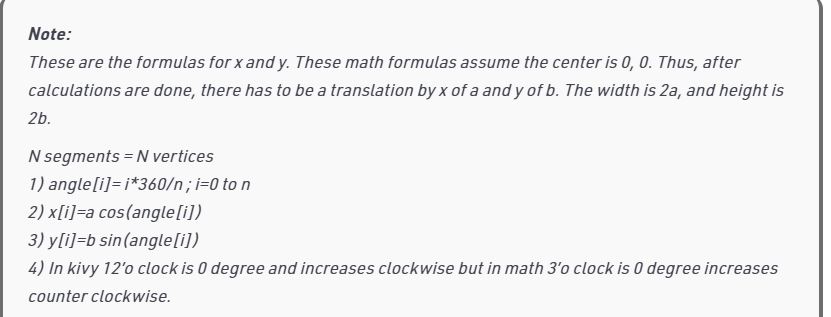 Note:
These are the formulas for x and y. These math formulas assume the center is 0, 0. Thus, after
calculations are done, there has to be a translation by x of a and y of b. The width is 2a, and height is
2b.
N segments = N vertices
1) angle[i]= i*360/n ; i=0 to n
2) x[i]=a cos(angle[i])
3) y[i]=b sin(angle[i])
4) In kivy 12’o clock is 0 degree and increases clockwise but in math 3’o clock is 0 degree increases
counter clockwise.